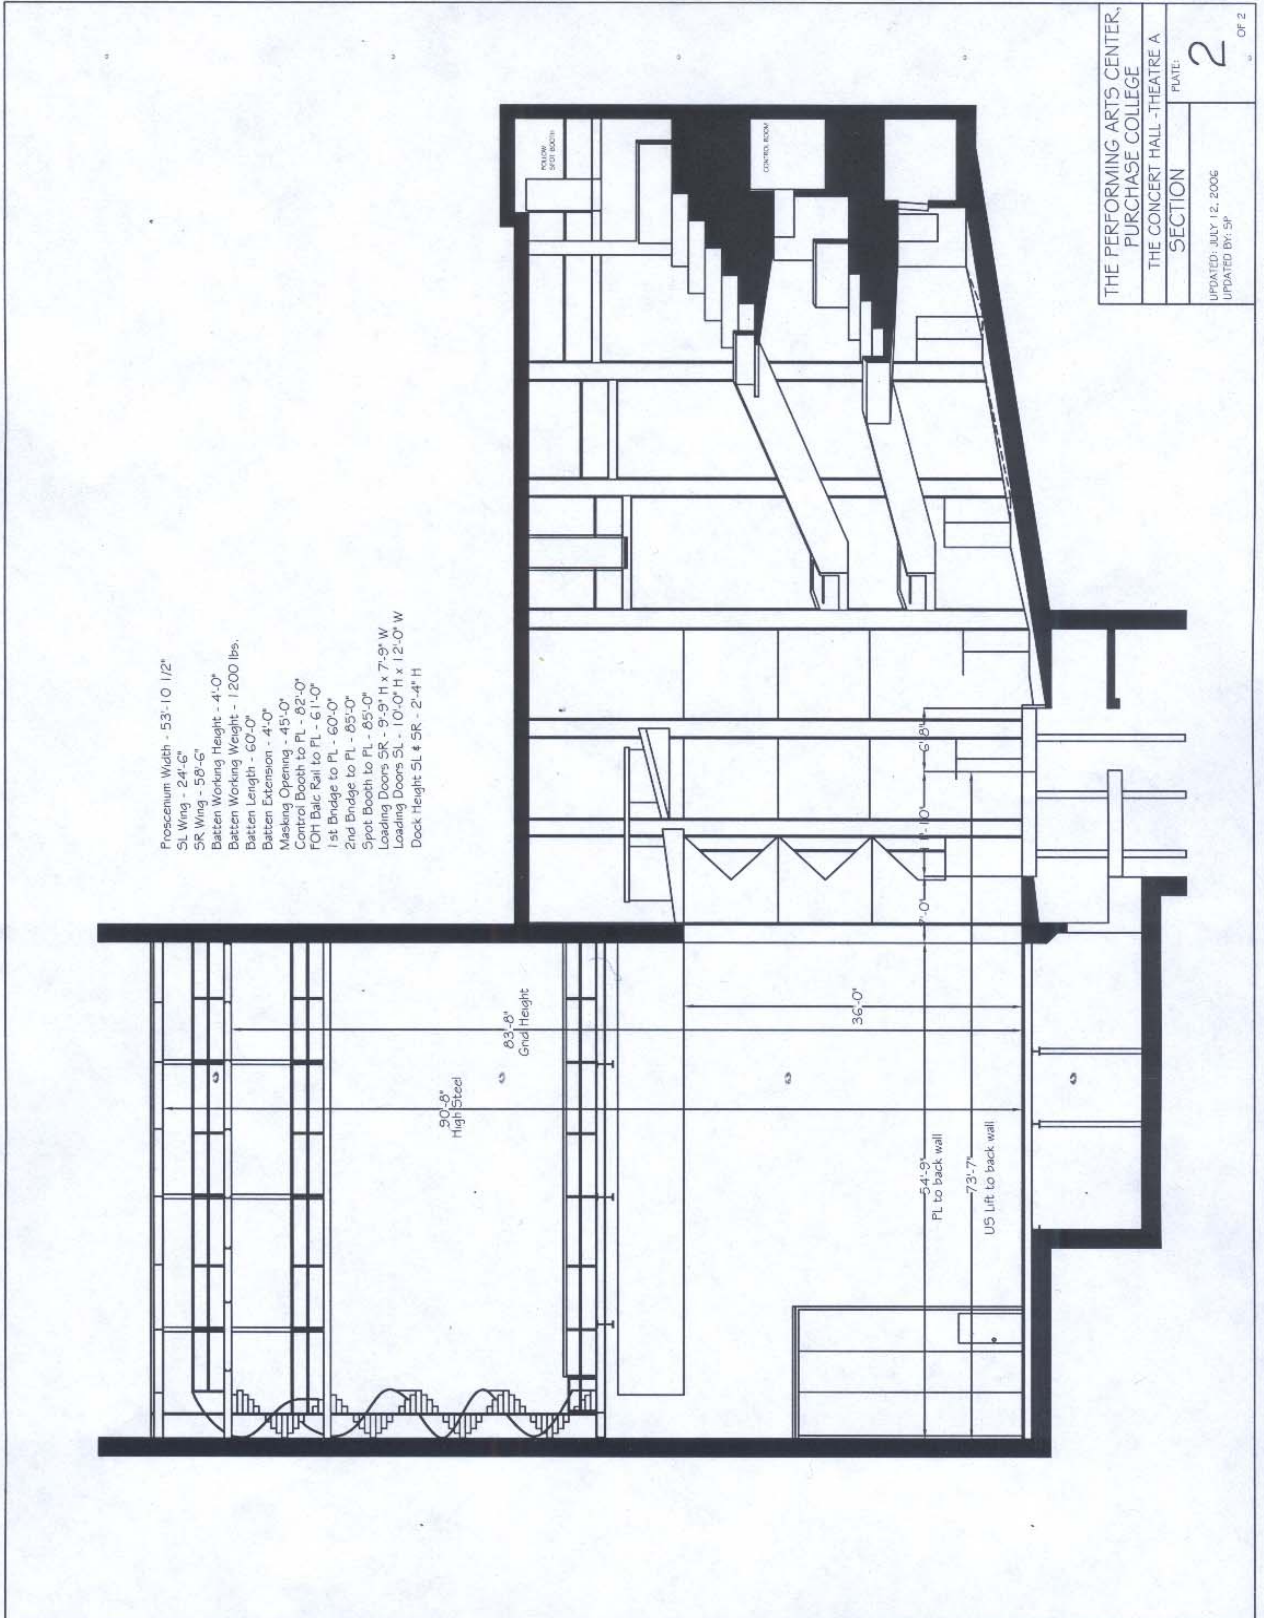 Proscenium Width - 53'-10 1/2"
SL Wing - 24'-6"
SR Wing - 58'-6"
Batten Working Height - 4'-0"
Batten Working Weight - 1200 lbs.
Batten Length - 60'-0"
Batten Extension - 4'-0"
Masking Opening - 45'-0"
Control Booth to PL - 82'-0"
FOH Balc Rail to PL - 61'-0"
1st Bridge to PL - 60'-0"
2nd Bridge to PL - 85'-0"
Spot Booth to PL - 85'-0"
Loading Doors SR - 9'-9" H x 7'-9" W
Loading Doors SL - 10'-0" H x 12'-0" W
Dock Height SL & SR - 2'-4" H
FOLLOW
SPOT BOOTH
CONTROL ROOM
90'-8"
High Steel
83'-8"
Grid Height
36'-0"
54'-9"
PL to back wall
7'-0"
6'8"
73'-7"
US Lift to back wall
THE PERFORMING ARTS CENTER,
PURCHASE COLLEGE
THE CONCERT HALL -THEATRE A
SECTION
PLATE:
2
OF 2
UPDATED: JULY 12, 2006
UPDATED BY: SP